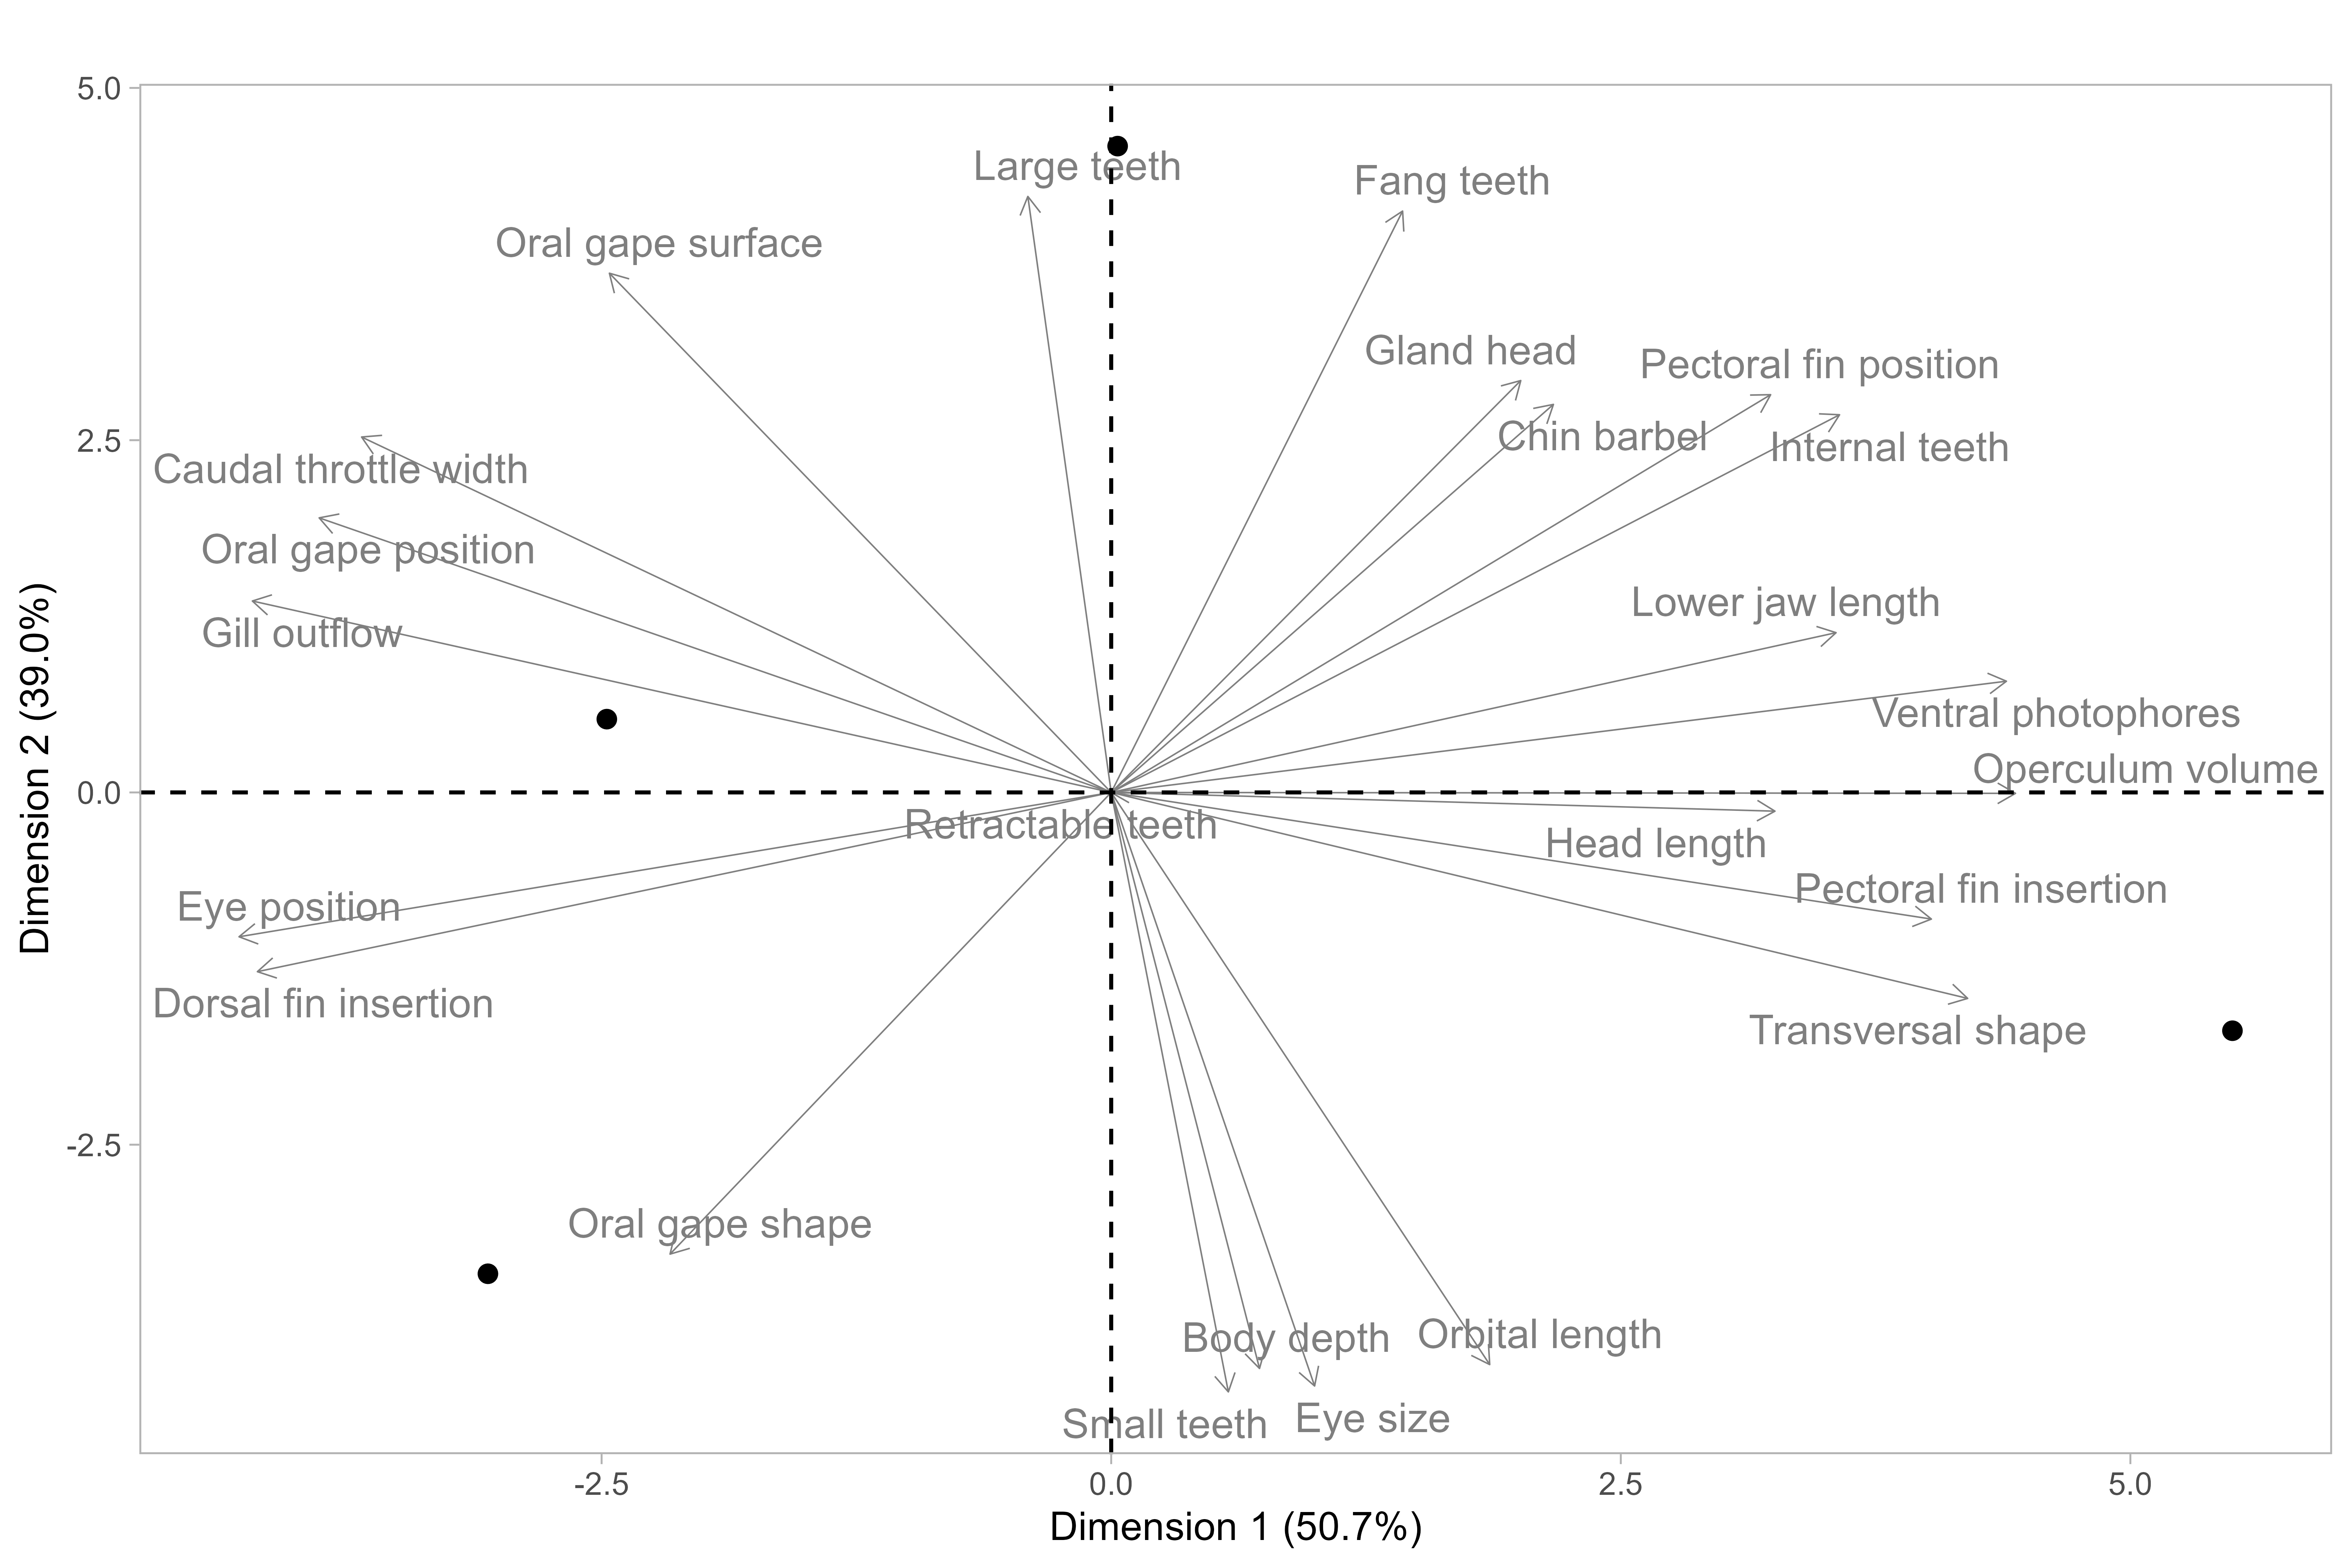 5.0
Large teeth
Fang teeth
Oral gape surface
Gland head
Pectoral fin position
2.5
Chin barbel
Internal teeth
Caudal throttle width
Oral gape position
Lower jaw length
Gill outflow
Ventral photophores
Operculum volume
0.0
Retractable teeth
Head length
Pectoral fin insertion
Eye position
Dorsal fin insertion
Transversal shape
Dimension 2 (39.0%)
-2.5
Oral gape shape
Body depth
Orbital length
Small teeth
Eye size
-2.5
0.0
2.5
5.0
Dimension 1 (50.7%)